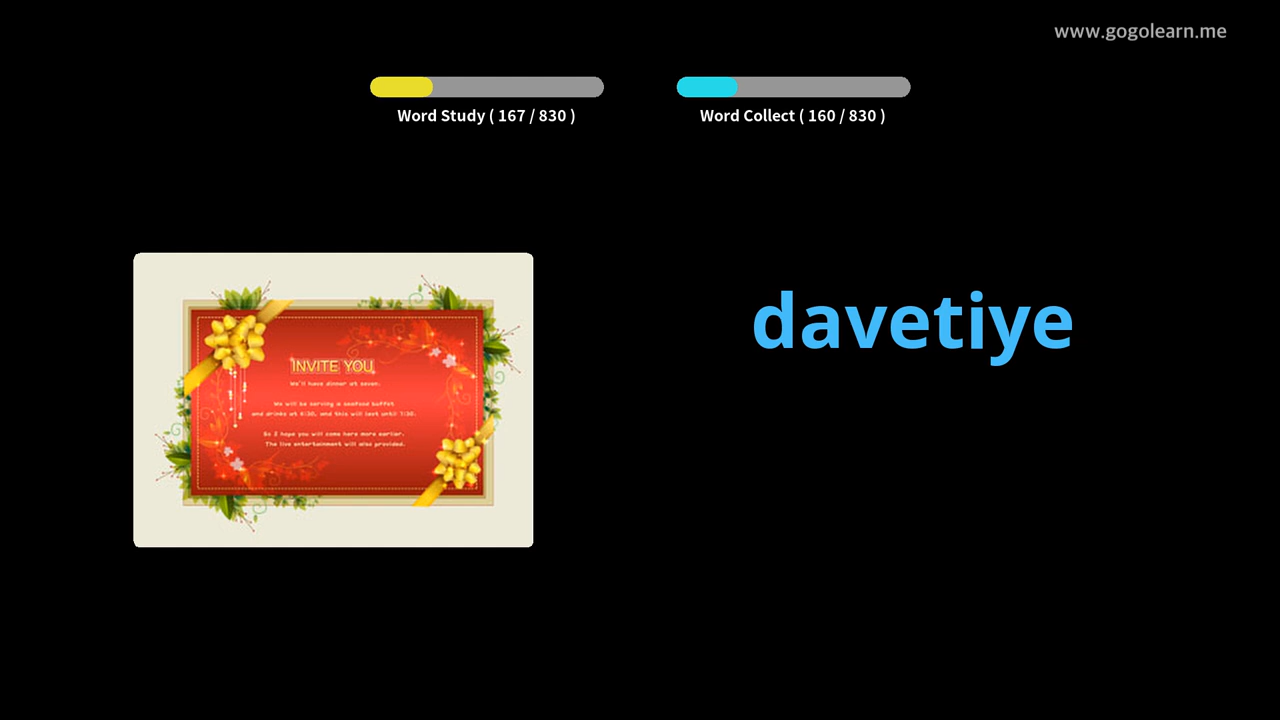 www.gogolearn.me
Word Study ( 167 / 830 )
Word Collect ( 160 / 830 )
INVITE YOU
We'll have dinner at seven.
We will be serving a seafood buffet
and drinks at 6:30, and this will last until 7:30.
So I hope you will come here more earlier.
The live entertainment will also provided.
davetiye